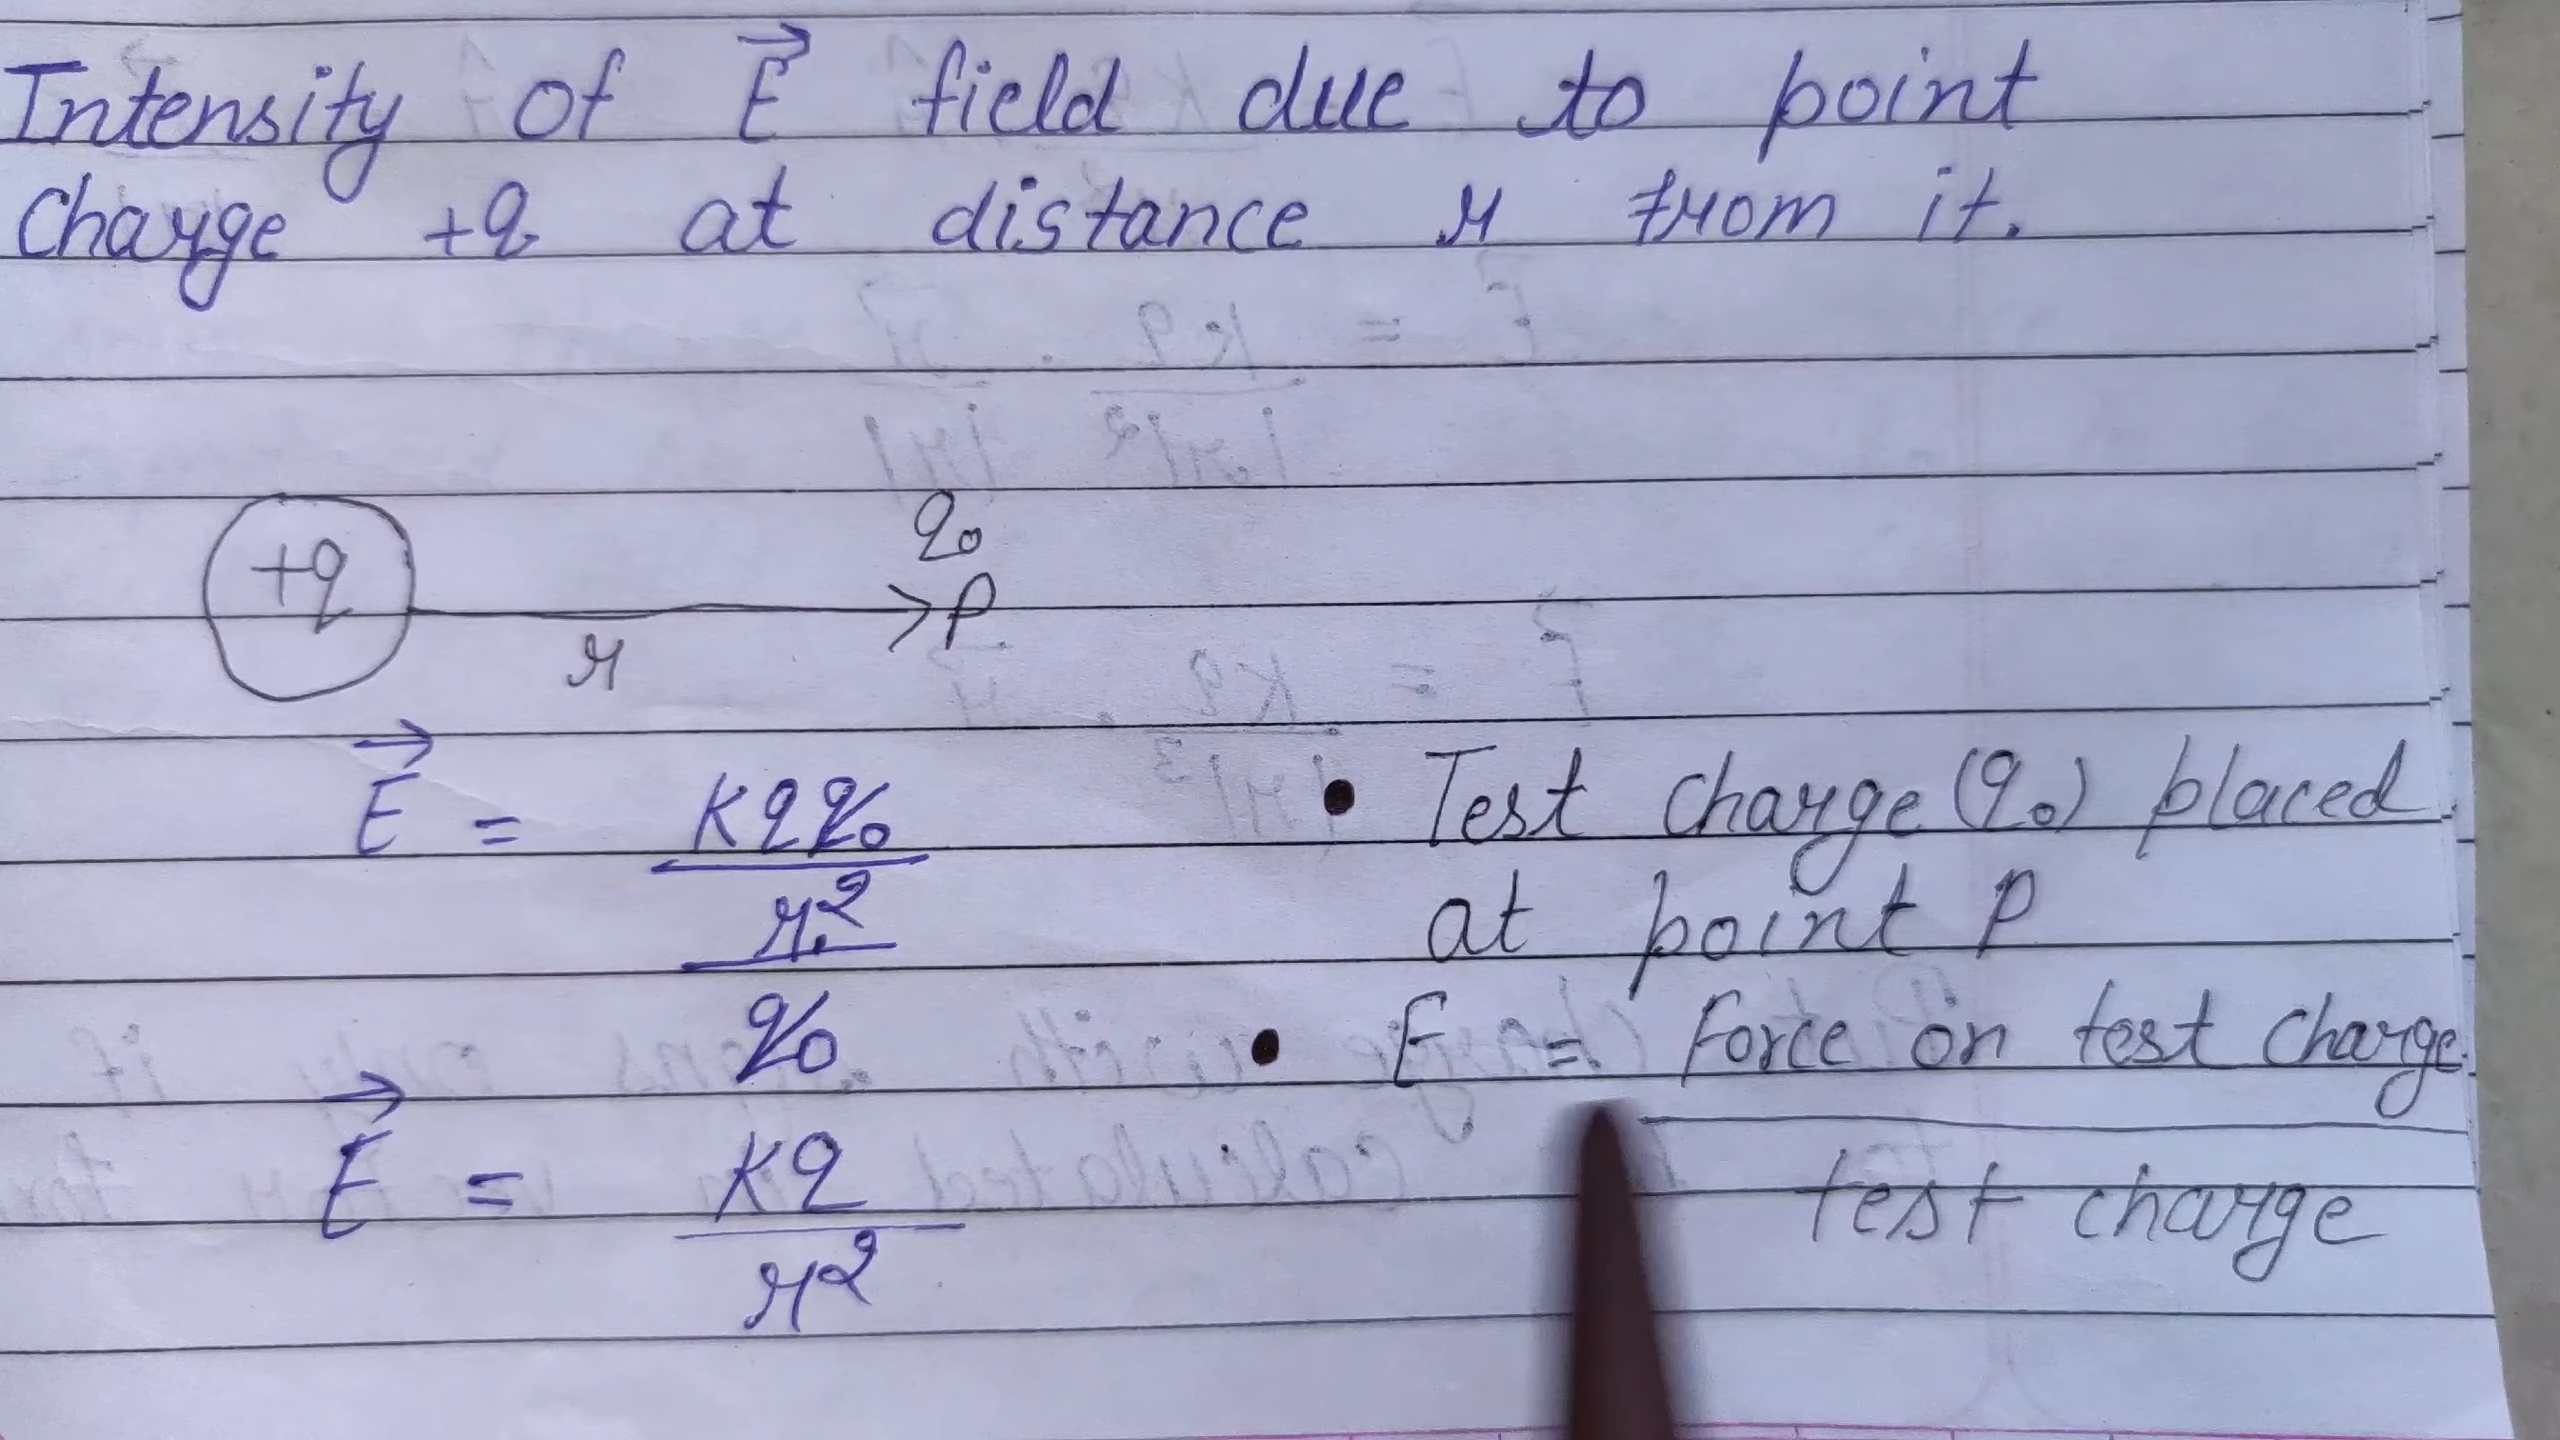 Intensity of E⃗ field due to point
charge +q at distance r from it.
+q
q₀
P
r
E⃗ = Kqq₀
r²
q₀
• Test charge (q₀) placed
at point P
• E = Force on test charge
test charge
E⃗ = Kq
r²